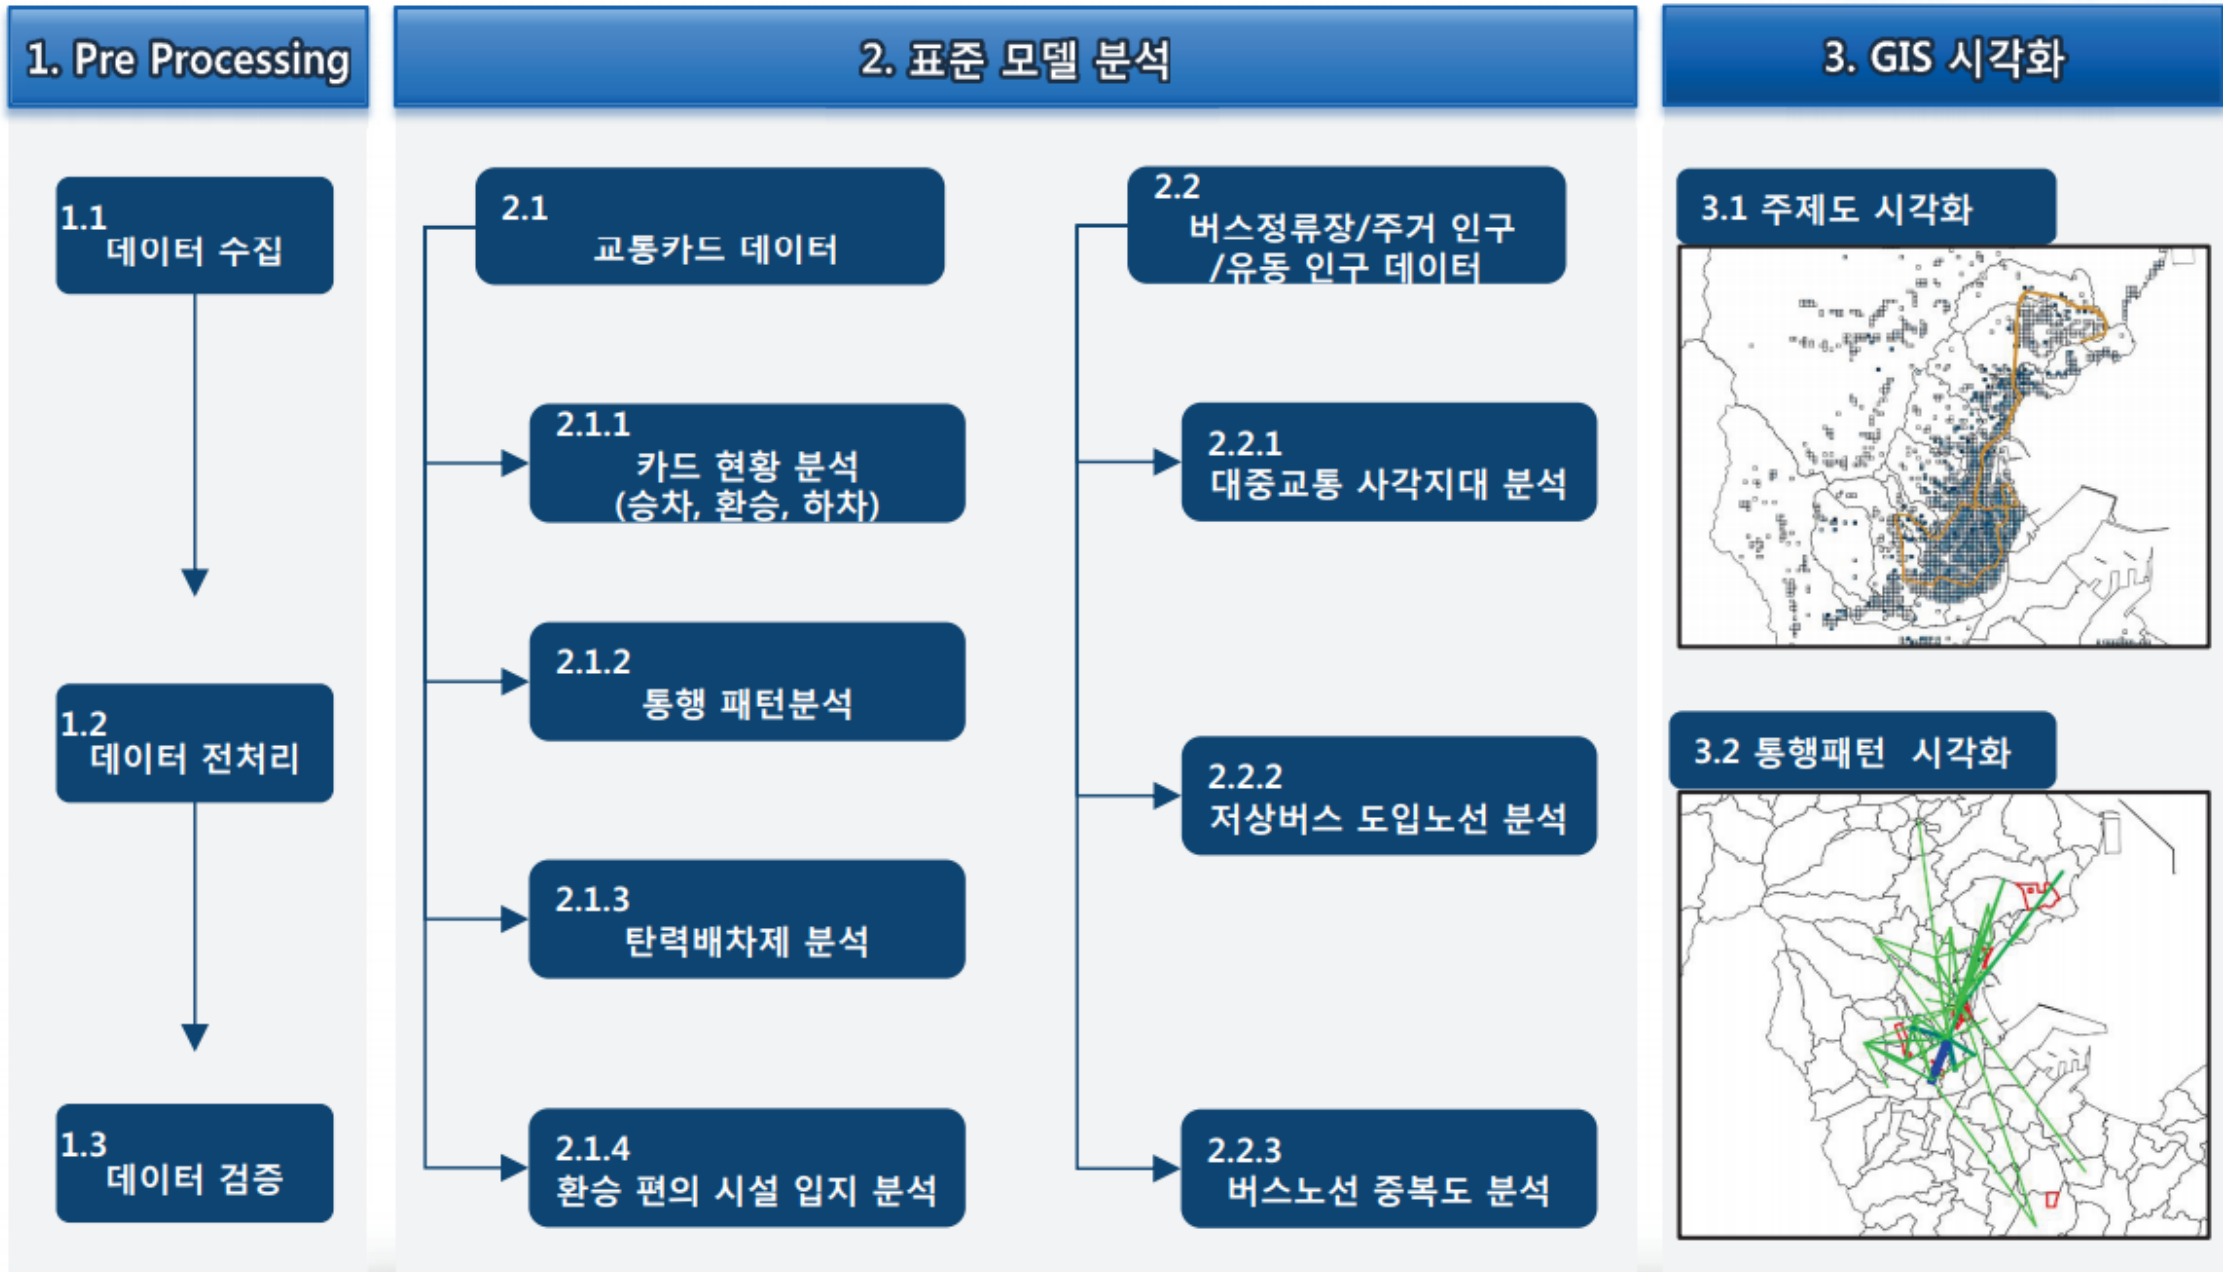 1. Pre Processing
1.1
데이터 수집
1.2
데이터 전처리
1.3
데이터 검증
2. 표준 모델 분석
2.1
교통카드 데이터
2.1.1
카드 현황 분석
(승차, 환승, 하차)
2.1.2
통행 패턴분석
2.1.3
탄력배차제 분석
2.1.4
환승 편의 시설 입지 분석
2.2
버스정류장/주거 인구
/유동 인구 데이터
2.2.1
대중교통 사각지대 분석
2.2.2
저상버스 도입노선 분석
2.2.3
버스노선 중복도 분석
3. GIS 시각화
3.1 주제도 시각화
3.2 통행패턴 시각화